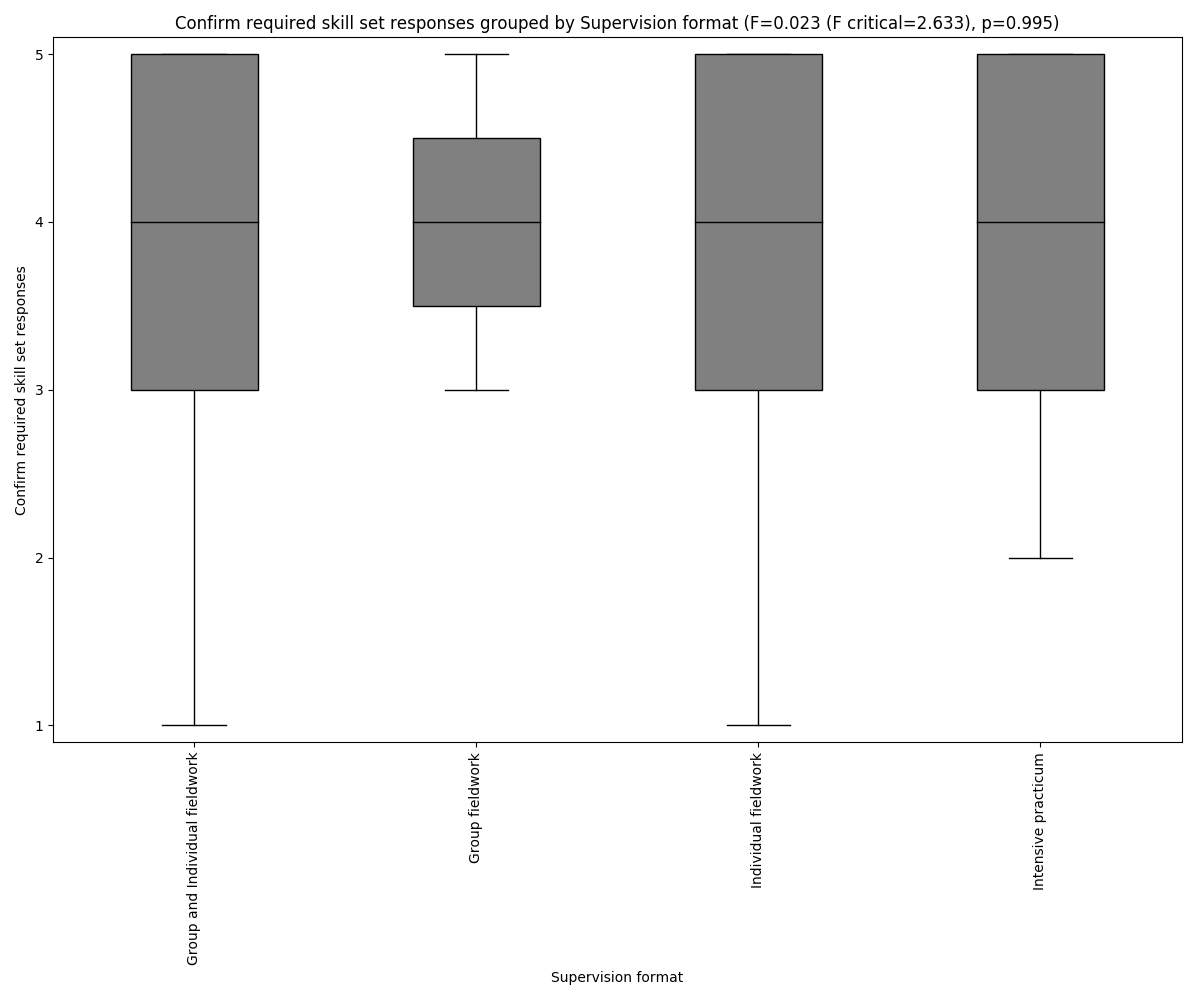 Confirm required skill set responses grouped by Supervision format (F=0.023 (F critical=2.633), p=0.995)
Confirm required skill set responses
5
4
3
2
1
Group and Individual fieldwork
Group fieldwork
Individual fieldwork
Intensive practicum
Supervision format